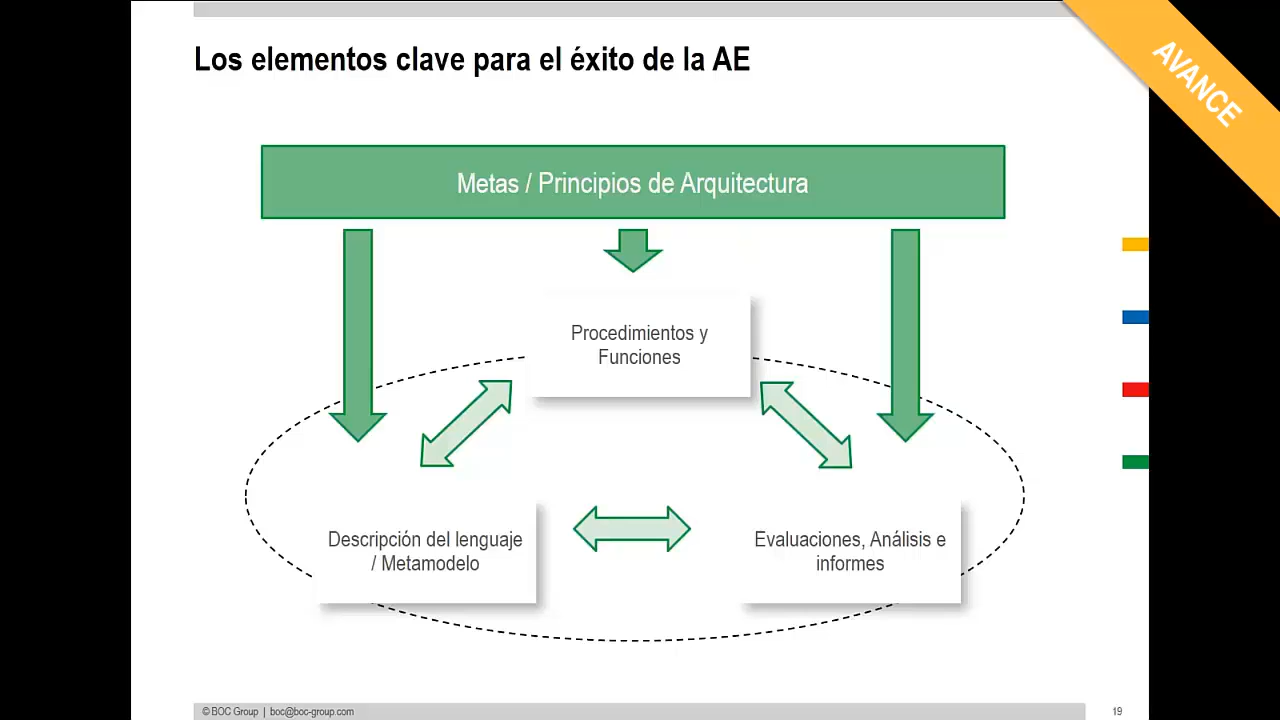 Los elementos clave para el éxito de la AE
AVANCE
Metas / Principios de Arquitectura
Procedimientos y
Funciones
Descripción del lenguaje
/ Metamodelo
Evaluaciones, Análisis e
informes
© BOC Group | boc@boc-group.com
19